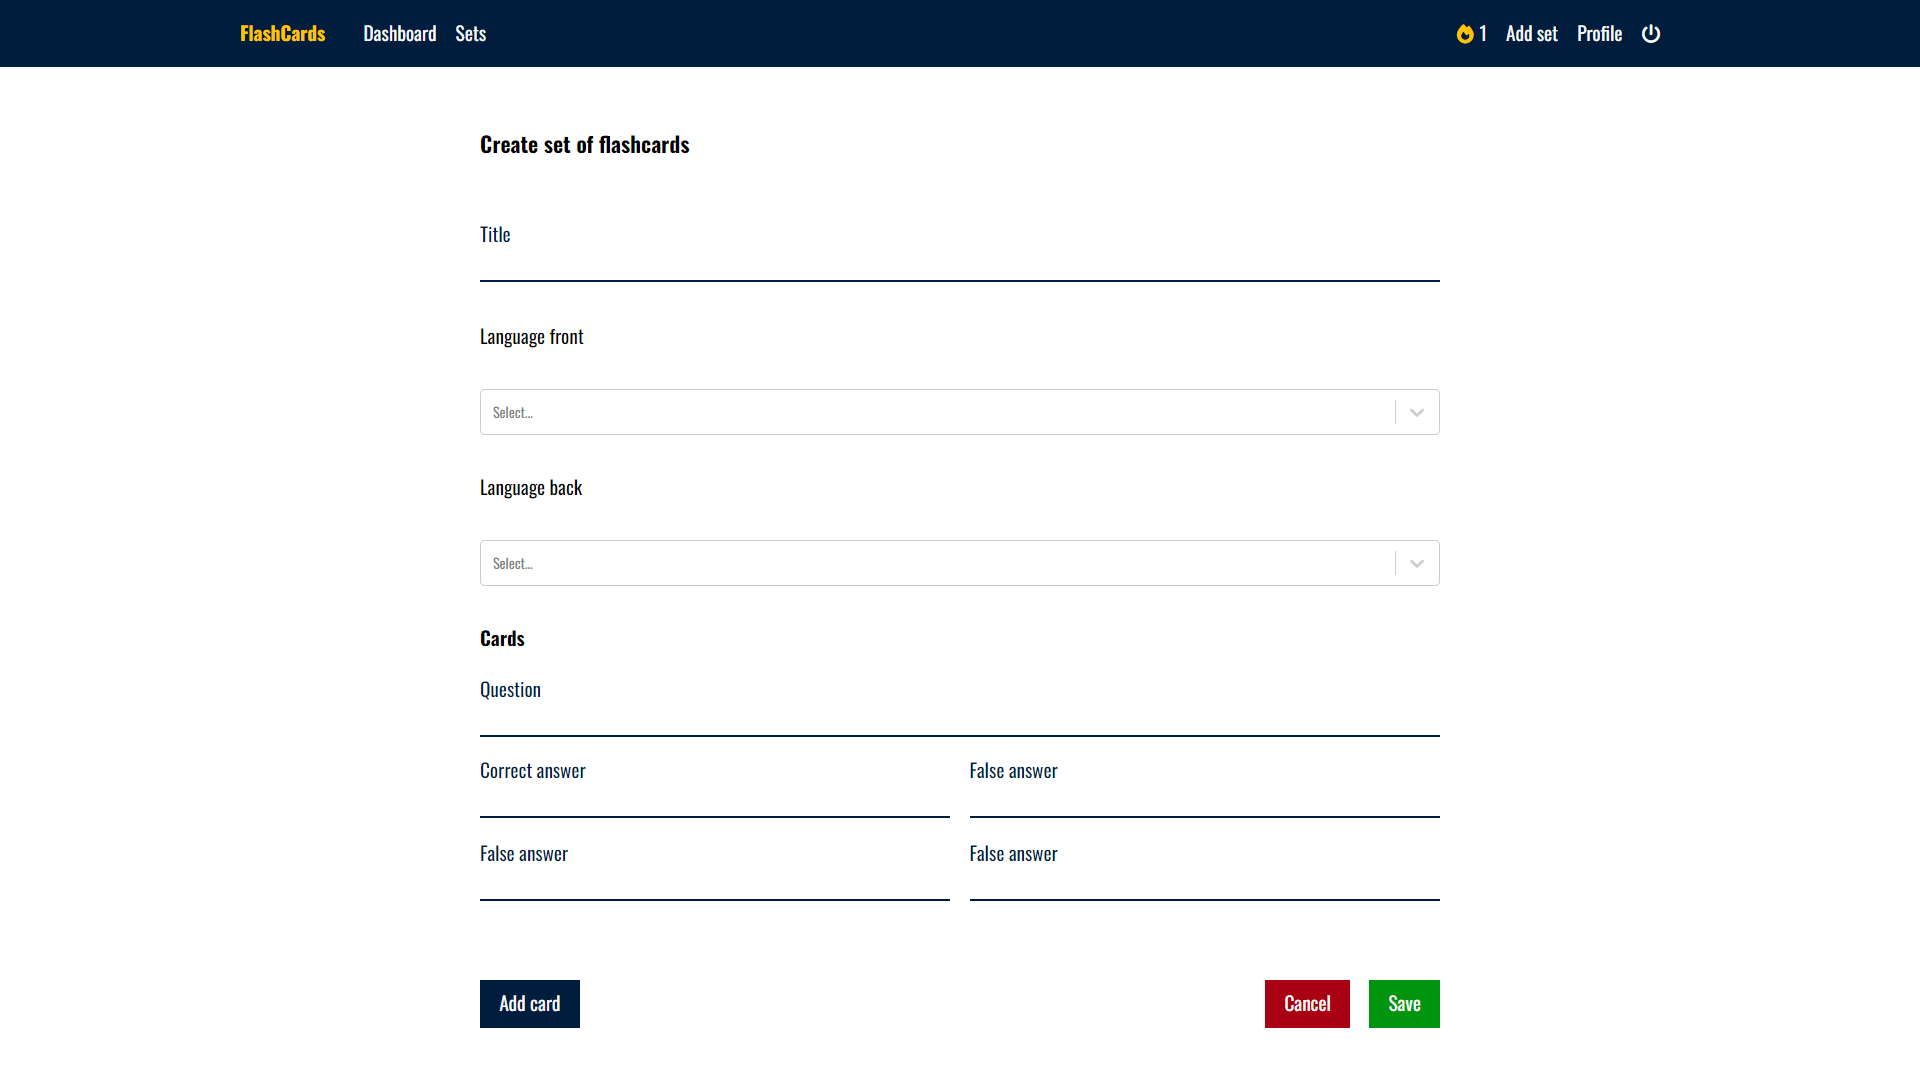 FlashCards Dashboard Sets 1 Add set Profile
Create set of flashcards
Title
Language front
Select...
Language back
Select...
Cards
Question
Correct answer False answer
False answer False answer
Add card Cancel Save